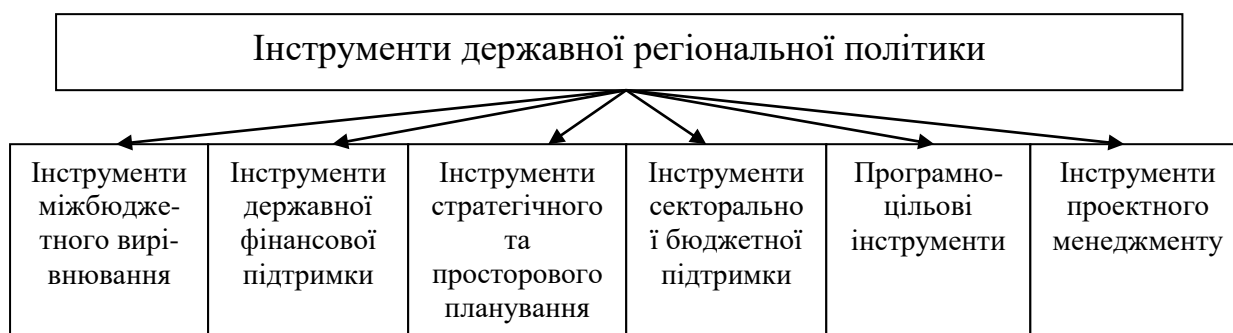 Інструменти державної регіональної політики
Інструменти
міжбюдже-
тного вирі-
внювання
Інструменти
державної
фінансової
підтримки
Інструменти
стратегічного
та
просторового
планування
Інструменти
секторально
ї бюджетної
підтримки
Програмно-
цільові
інструменти
Інструменти
проектного
менеджменту